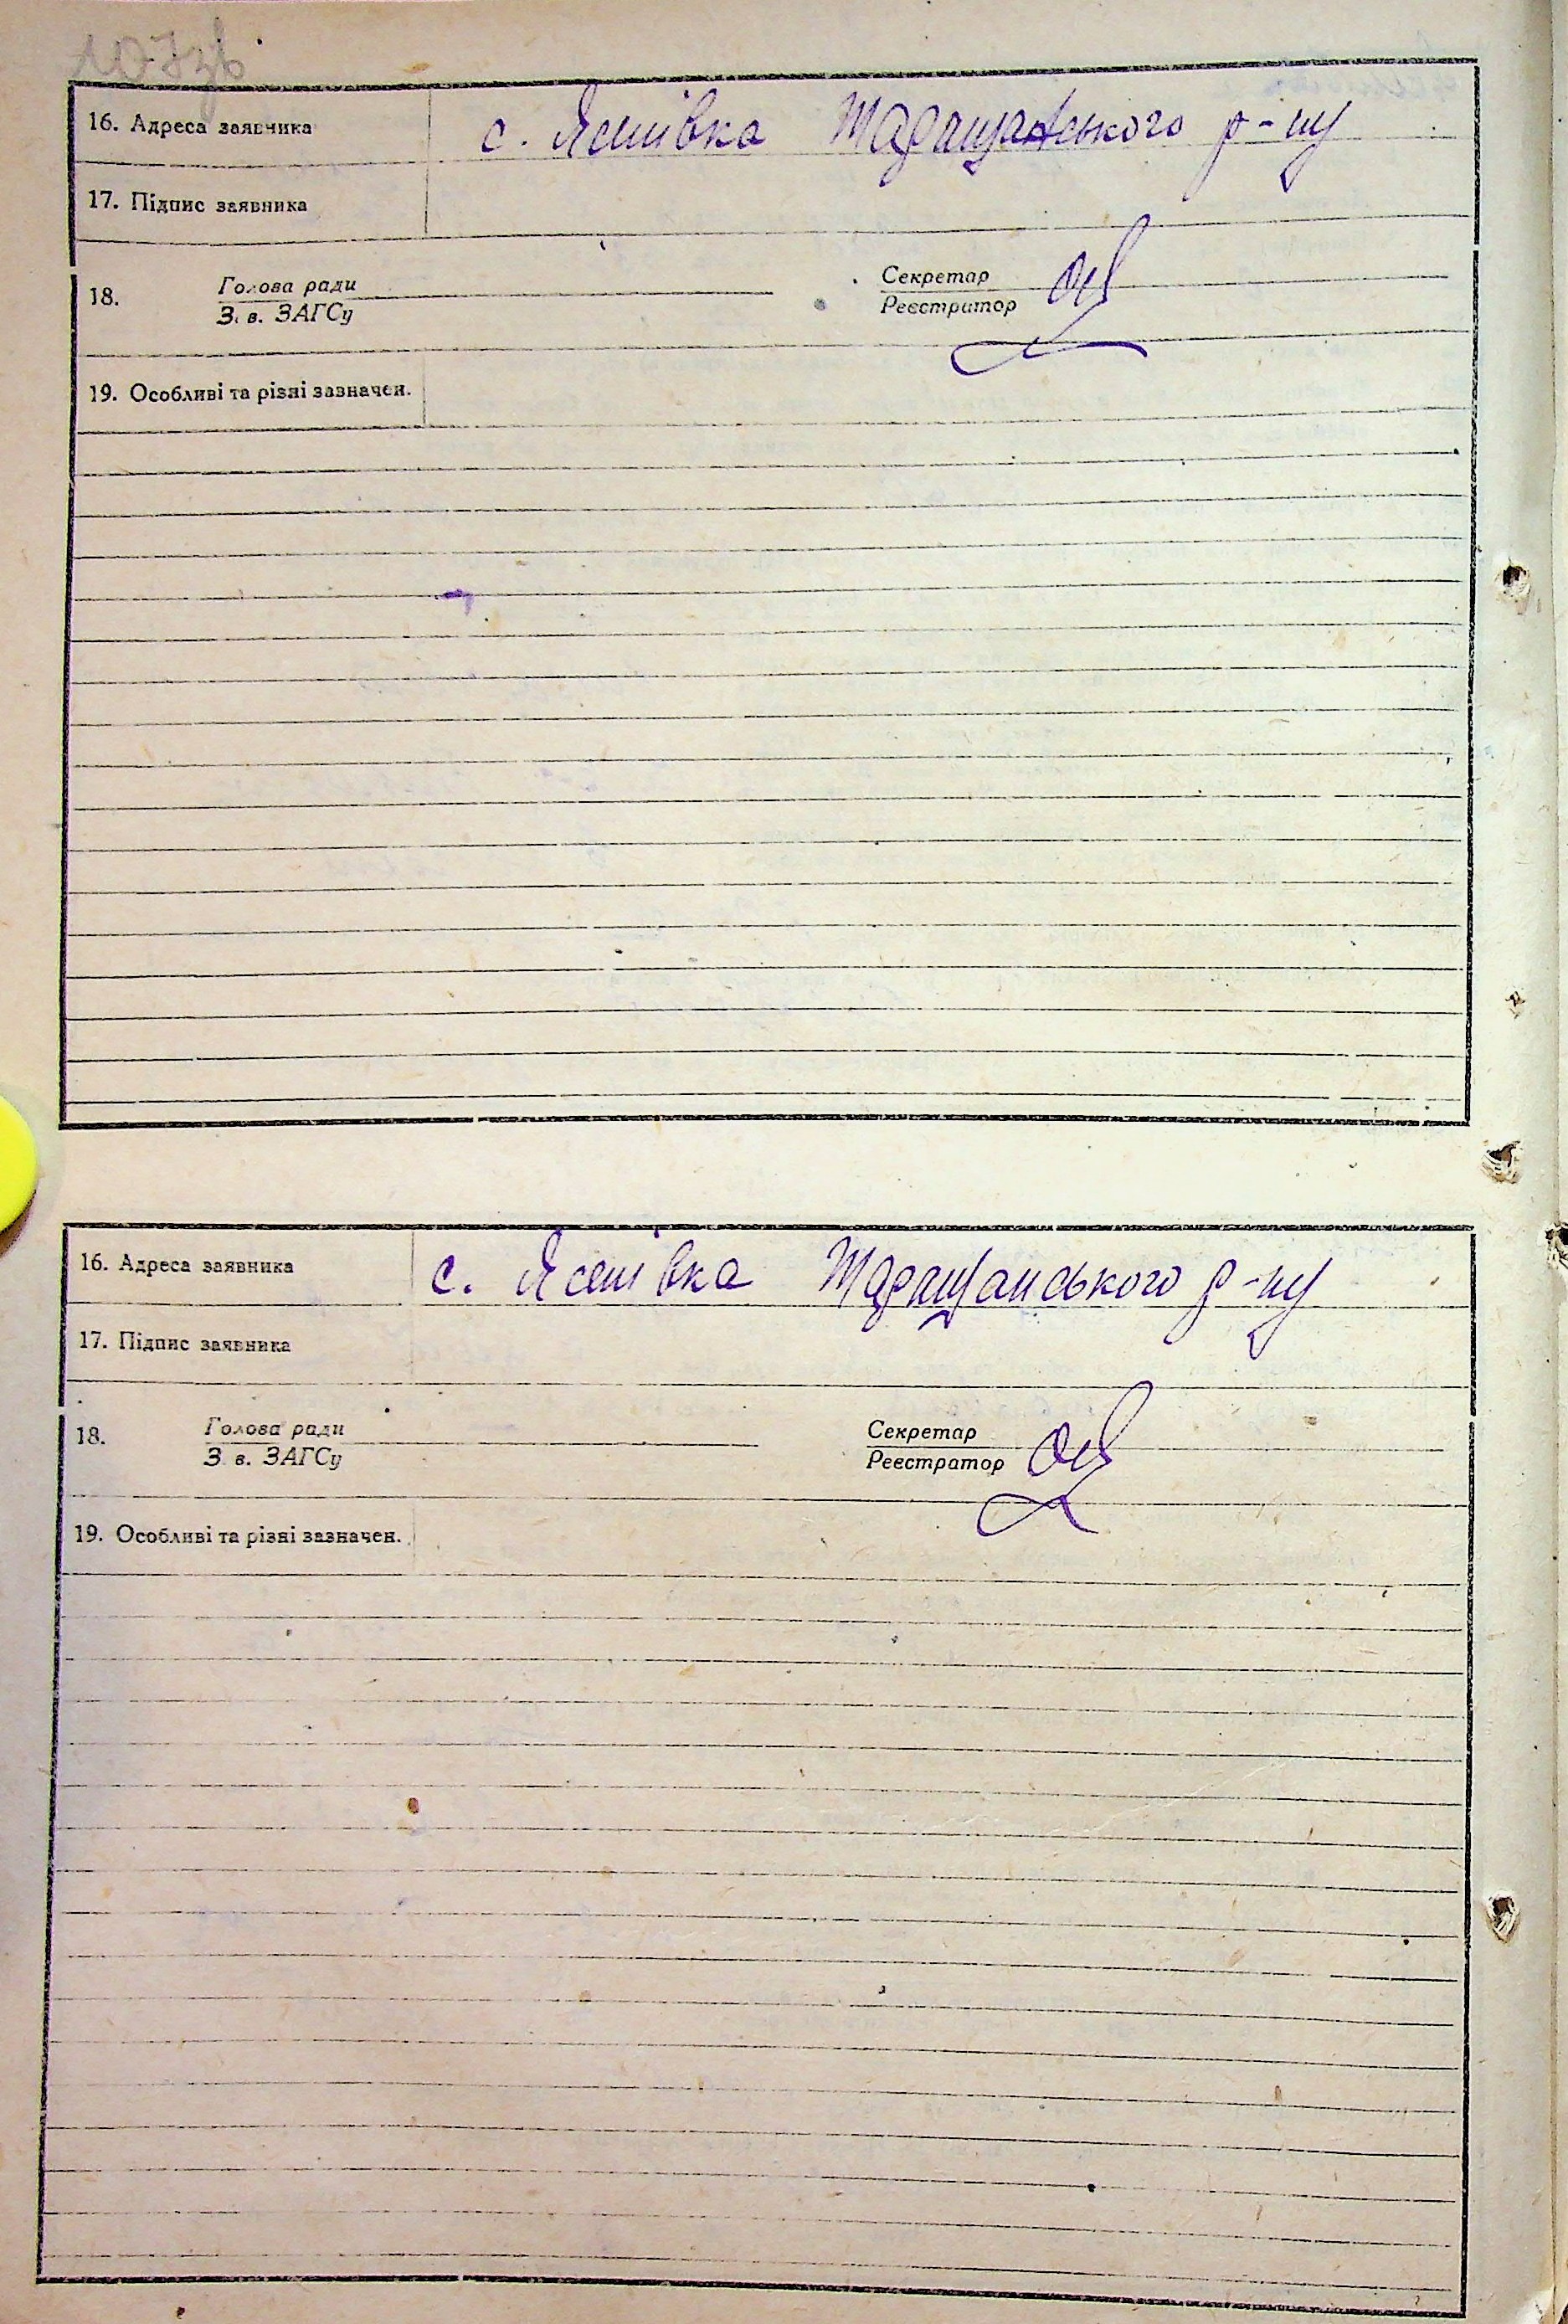 107зв
16. Адреса заявника с. Ясенівка Таращанського р-ну
17. Підпис заявника
18. Голова ради Секретар
З. в. ЗАГСу Реєстратор
19. Особливі та різні зазначен.
16. Адреса заявника с. Ясенівка Таращанського р-ну
17. Підпис заявника
18. Голова ради Секретар
З. в. ЗАГСу Реєстратор
19. Особливі та різні зазначен.